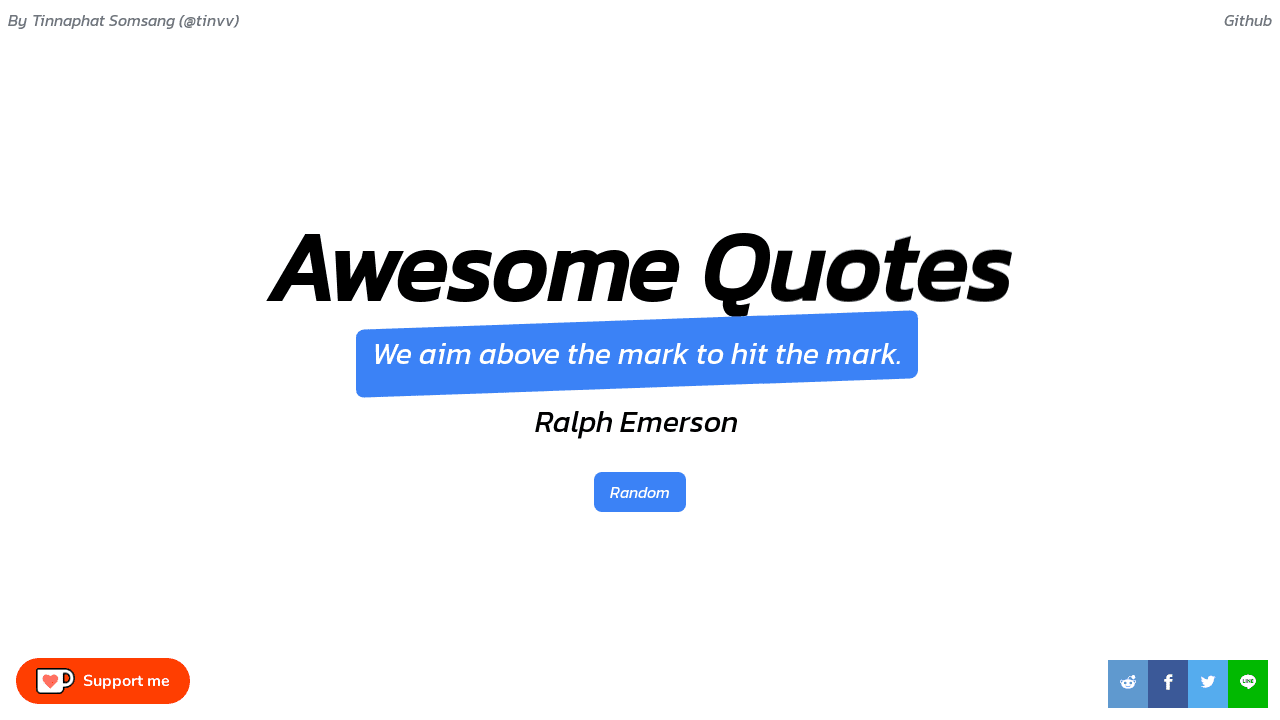 By Tinnaphat Somsang (@tinvv)
Github
Awesome Quotes
We aim above the mark to hit the mark.
Ralph Emerson
Random
Support me
LINE